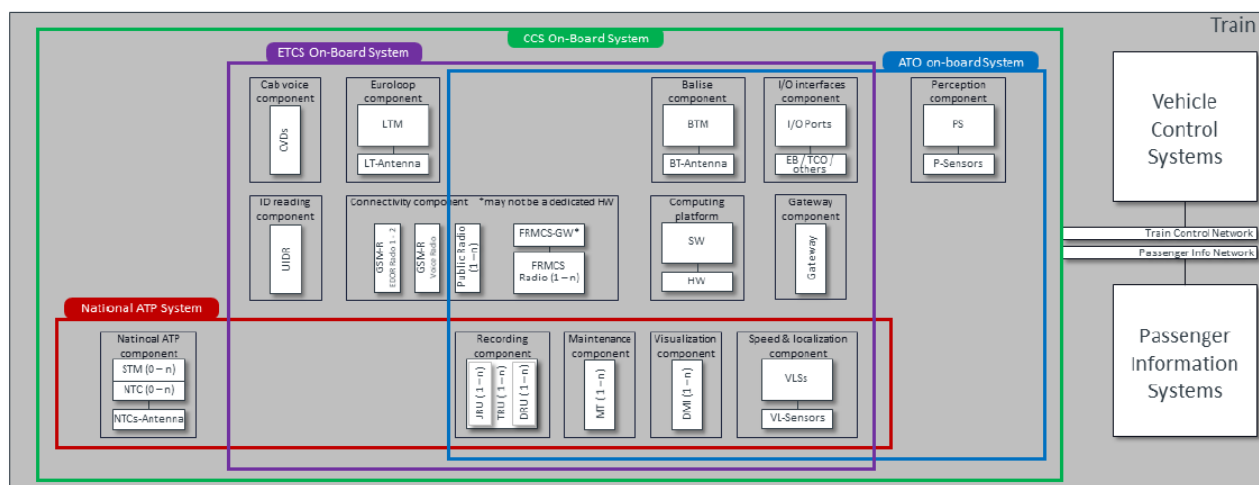 Train
CCS On-Board System
ETCS On-Board System
ATO on-board System
Cab voice
component
CVDs
Euroloop
component
LTM
LT-Antenna
Balise
component
BTM
BT-Antenna
I/O interfaces
component
I/O Ports
EB / TCO /
others
Perception
component
PS
P-Sensors
Vehicle
Control
Systems
ID reading
component
UIDR
Connectivity component *may not be a dedicated HW
GSM-R
EDOR Radio 1 - 2
GSM-R
Voice Radio
Public Radio
(1 – n)
FRMCS-GW*
FRMCS
Radio (1 – n)
Computing
platform
SW
HW
Gateway
component
Gateway
Train Control Network
Passenger Info Network
National ATP System
Natinoal ATP
component
STM (0 – n)
NTC (0 – n)
NTCs-Antenna
Recording
component
JRU (1 – n)
TRU (1 – n)
DRU (1 – n)
Maintenance
component
MT (1 – n)
Visualization
component
DMI (1 – n)
Speed & localization
component
VLSs
VL-Sensors
Passenger
Information
Systems